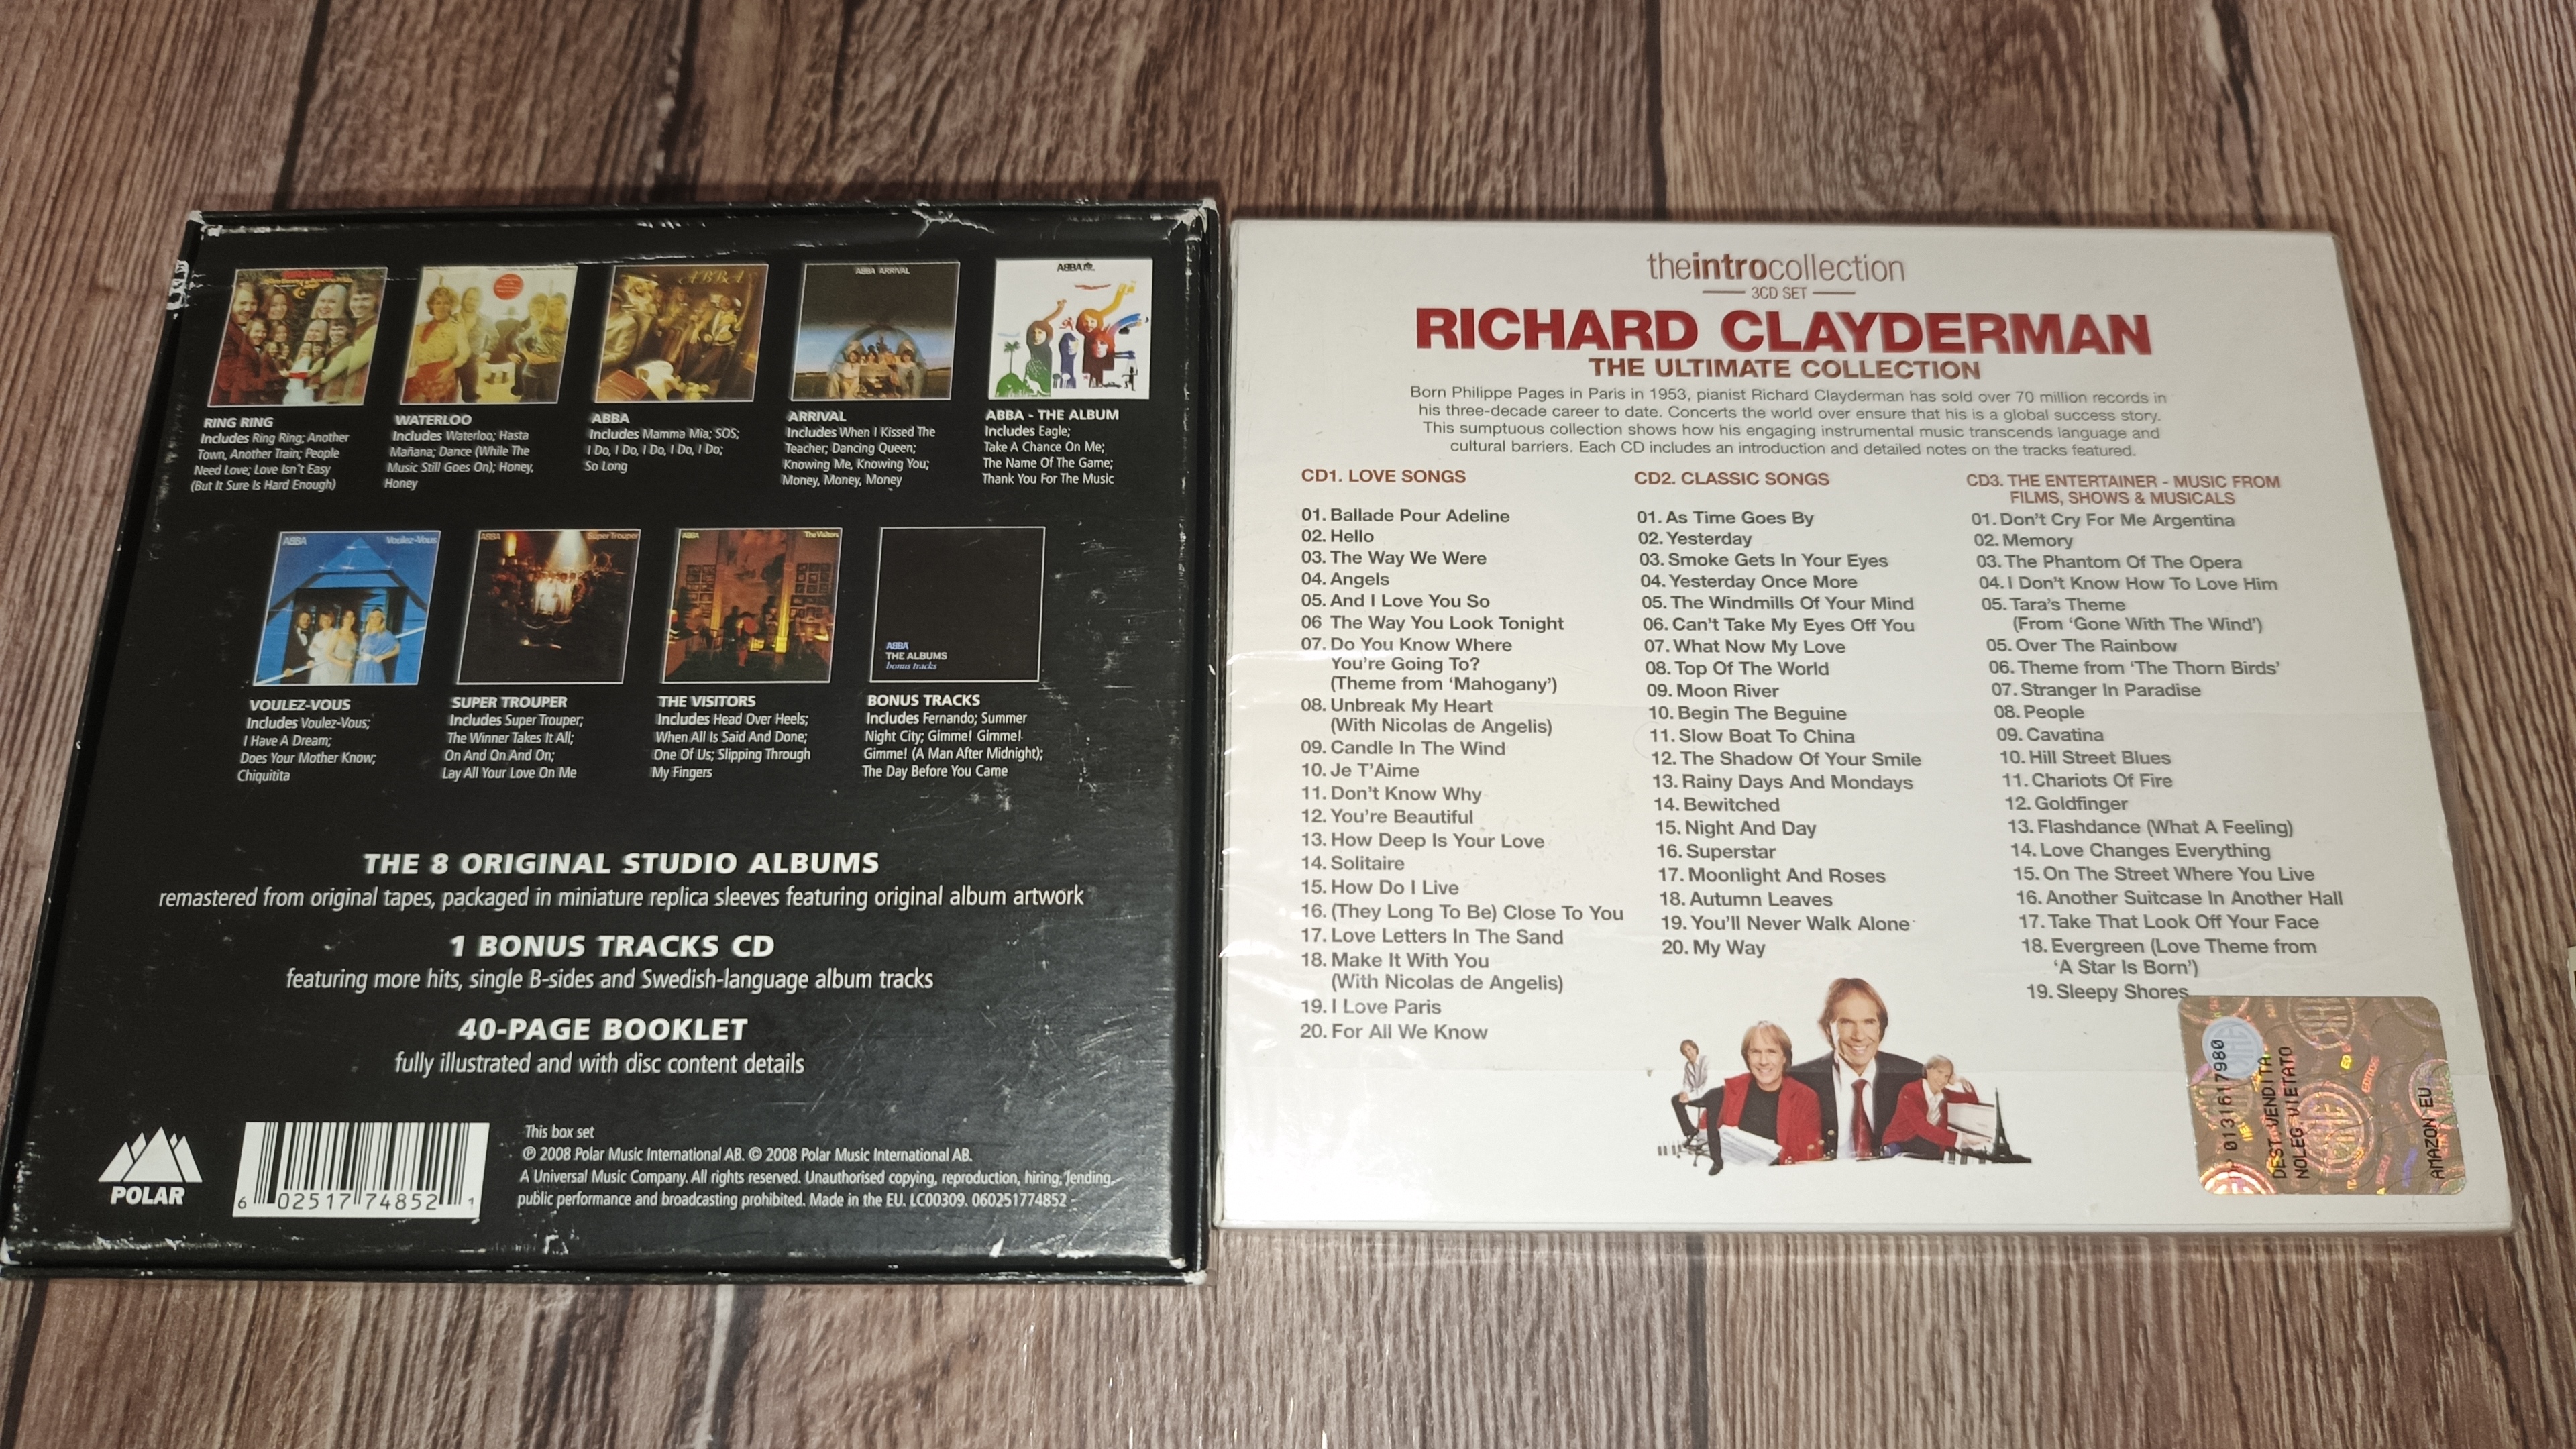 RING RING
Includes Ring Ring; Another
Town, Another Train; People
Need Love; Love Isn't Easy
(But It Sure Is Hard Enough)
WATERLOO
Includes Waterloo; Hasta
Mañana; Dance (While The
Music Still Goes On); Honey,
Honey
ABBA
ABBA
Includes Mamma Mia; SOS;
I Do, I Do, I Do, I Do, I Do;
So Long
ABBA ARRIVAL
ARRIVAL
Includes When I Kissed The
Teacher; Dancing Queen;
Knowing Me, Knowing You;
Money, Money, Money
ABBA
ABBA - THE ALBUM
Includes Eagle;
Take A Chance On Me;
The Name Of The Game;
Thank You For The Music
ABBA Voulez-Vous
VOULEZ-VOUS
Includes Voulez-Vous;
I Have A Dream;
Does Your Mother Know;
Chiquitita
ABBA Super Trouper
SUPER TROUPER
Includes Super Trouper;
The Winner Takes It All;
On And On And On;
Lay All Your Love On Me
ABBA The Visitors
THE VISITORS
Includes Head Over Heels;
When All Is Said And Done;
One Of Us; Slipping Through
My Fingers
ABBA
THE ALBUMS
bonus tracks
BONUS TRACKS
Includes Fernando; Summer
Night City; Gimme! Gimme!
Gimme! (A Man After Midnight);
The Day Before You Came
THE 8 ORIGINAL STUDIO ALBUMS
remastered from original tapes, packaged in miniature replica sleeves featuring original album artwork
1 BONUS TRACKS CD
featuring more hits, single B-sides and Swedish-language album tracks
40-PAGE BOOKLET
fully illustrated and with disc content details
POLAR
6 02517 74852 1
This box set
℗ 2008 Polar Music International AB. © 2008 Polar Music International AB.
A Universal Music Company. All rights reserved. Unauthorised copying, reproduction, hiring, lending,
public performance and broadcasting prohibited. Made in the EU. LC00309. 060251774852
theintrocollection
3CD SET
RICHARD CLAYDERMAN
THE ULTIMATE COLLECTION
Born Philippe Pages in Paris in 1953, pianist Richard Clayderman has sold over 70 million records in
his three-decade career to date. Concerts the world over ensure that his is a global success story.
This sumptuous collection shows how his engaging instrumental music transcends language and
cultural barriers. Each CD includes an introduction and detailed notes on the tracks featured.
CD1. LOVE SONGS
01. Ballade Pour Adeline
02. Hello
03. The Way We Were
04. Angels
05. And I Love You So
06 The Way You Look Tonight
07. Do You Know Where
You're Going To?
(Theme from 'Mahogany')
08. Unbreak My Heart
(With Nicolas de Angelis)
09. Candle In The Wind
10. Je T'Aime
11. Don't Know Why
12. You're Beautiful
13. How Deep Is Your Love
14. Solitaire
15. How Do I Live
16. (They Long To Be) Close To You
17. Love Letters In The Sand
18. Make It With You
(With Nicolas de Angelis)
19. I Love Paris
20. For All We Know
CD2. CLASSIC SONGS
01. As Time Goes By
02. Yesterday
03. Smoke Gets In Your Eyes
04. Yesterday Once More
05. The Windmills Of Your Mind
06. Can't Take My Eyes Off You
07. What Now My Love
08. Top Of The World
09. Moon River
10. Begin The Beguine
11. Slow Boat To China
12. The Shadow Of Your Smile
13. Rainy Days And Mondays
14. Bewitched
15. Night And Day
16. Superstar
17. Moonlight And Roses
18. Autumn Leaves
19. You'll Never Walk Alone
20. My Way
CD3. THE ENTERTAINER - MUSIC FROM
FILMS, SHOWS & MUSICALS
01. Don't Cry For Me Argentina
02. Memory
03. The Phantom Of The Opera
04. I Don't Know How To Love Him
05. Tara's Theme
(From 'Gone With The Wind')
05. Over The Rainbow
06. Theme from 'The Thorn Birds'
07. Stranger In Paradise
08. People
09. Cavatina
10. Hill Street Blues
11. Chariots Of Fire
12. Goldfinger
13. Flashdance (What A Feeling)
14. Love Changes Everything
15. On The Street Where You Live
16. Another Suitcase In Another Hall
17. Take That Look Off Your Face
18. Evergreen (Love Theme from
'A Star Is Born')
19. Sleepy Shores
01316117980
DEST.VENDITA
NOLEG.VIETATO
AMAZON EU